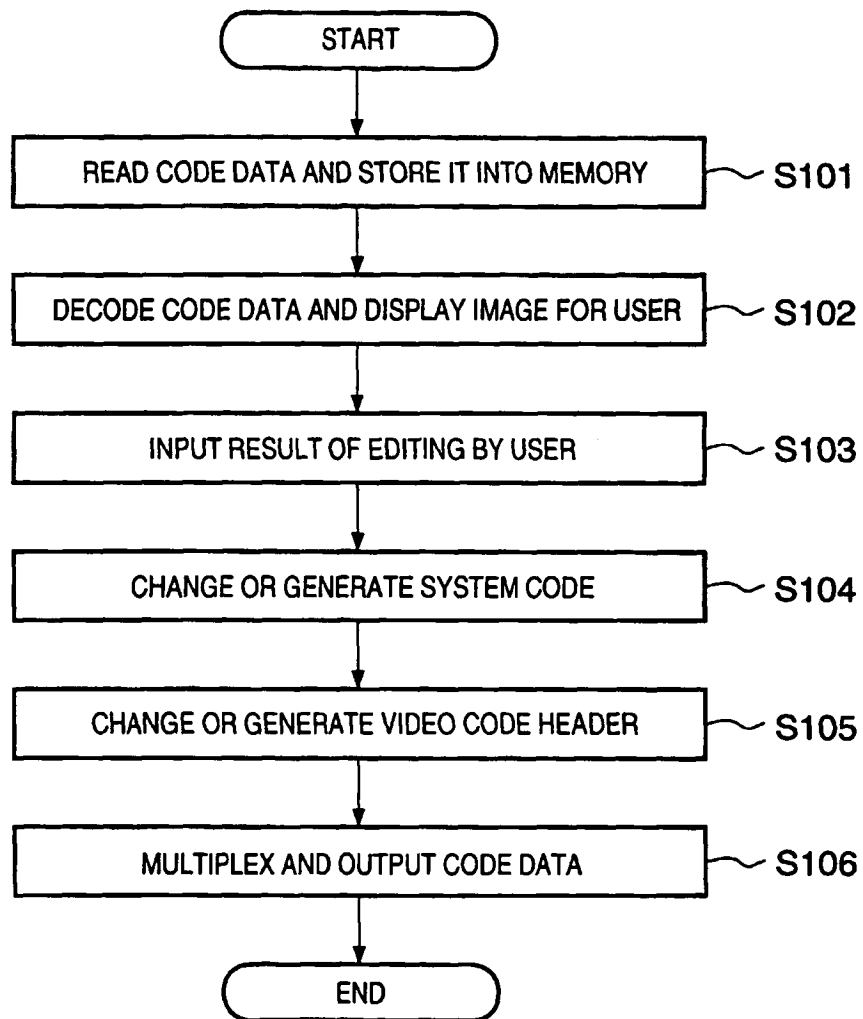 START
READ CODE DATA AND STORE IT INTO MEMORY
S101
DECODE CODE DATA AND DISPLAY IMAGE FOR USER
S102
INPUT RESULT OF EDITING BY USER
S103
CHANGE OR GENERATE SYSTEM CODE
S104
CHANGE OR GENERATE VIDEO CODE HEADER
S105
MULTIPLEX AND OUTPUT CODE DATA
S106
END